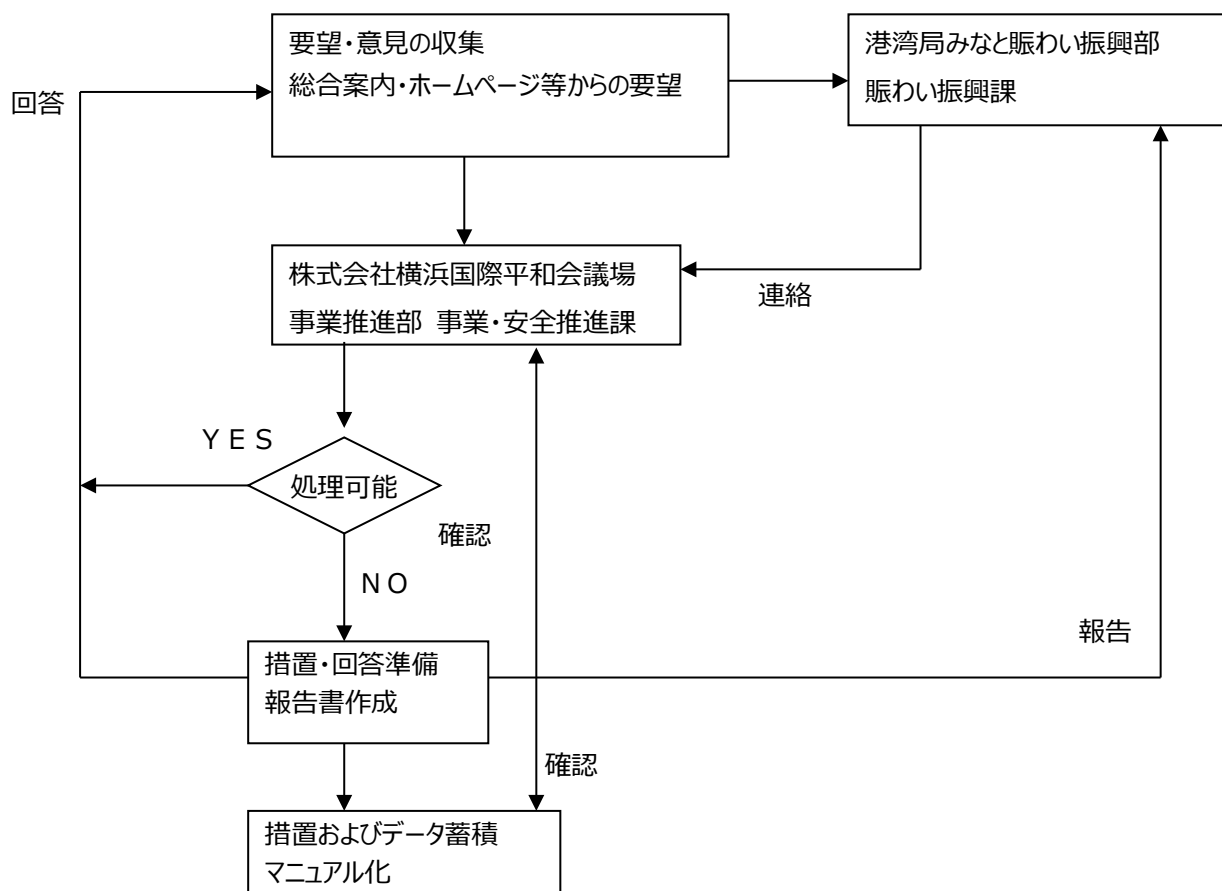 要望・意見の収集
総合案内・ホームページ等からの要望
港湾局みなと賑わい振興部
賑わい振興課
回答
株式会社横浜国際平和会議場
事業推進部 事業・安全推進課
連絡
ＹＥＳ
処理可能
確認
ＮＯ
報告
措置・回答準備
報告書作成
確認
措置およびデータ蓄積
マニュアル化